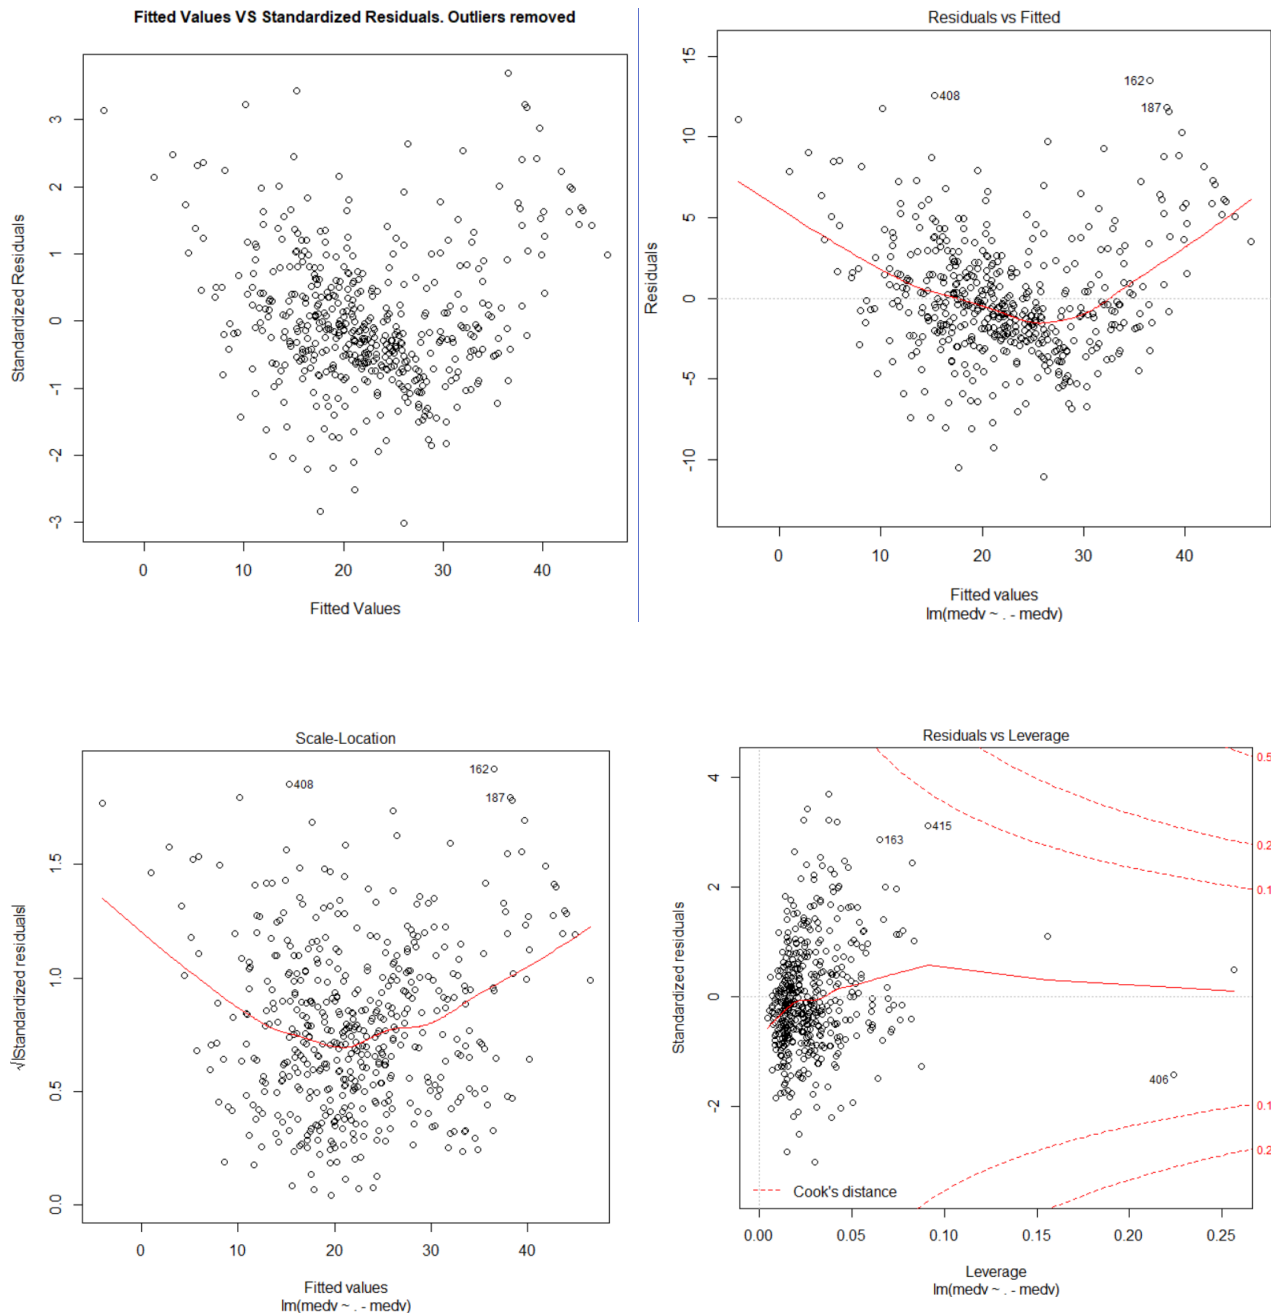 Fitted Values VS Standardized Residuals. Outliers removed
Standardized Residuals
3
2
1
0
-1
-2
-3
0 10 20 30 40
Fitted Values
Residuals vs Fitted
Residuals
15
10
5
0
-5
-10
408
162
187
0 10 20 30 40
Fitted values
lm(medv ~ . - medv)
Scale-Location
√|Standardized residuals|
1.5
1.0
0.5
0.0
408
162
187
0 10 20 30 40
Fitted values
lm(medv ~ . - medv)
Residuals vs Leverage
Standardized residuals
4
2
0
-2
163
415
406
0.5
0.2
0.1
0.1
0.2
Cook's distance
0.00 0.05 0.10 0.15 0.20 0.25
Leverage
lm(medv ~ . - medv)